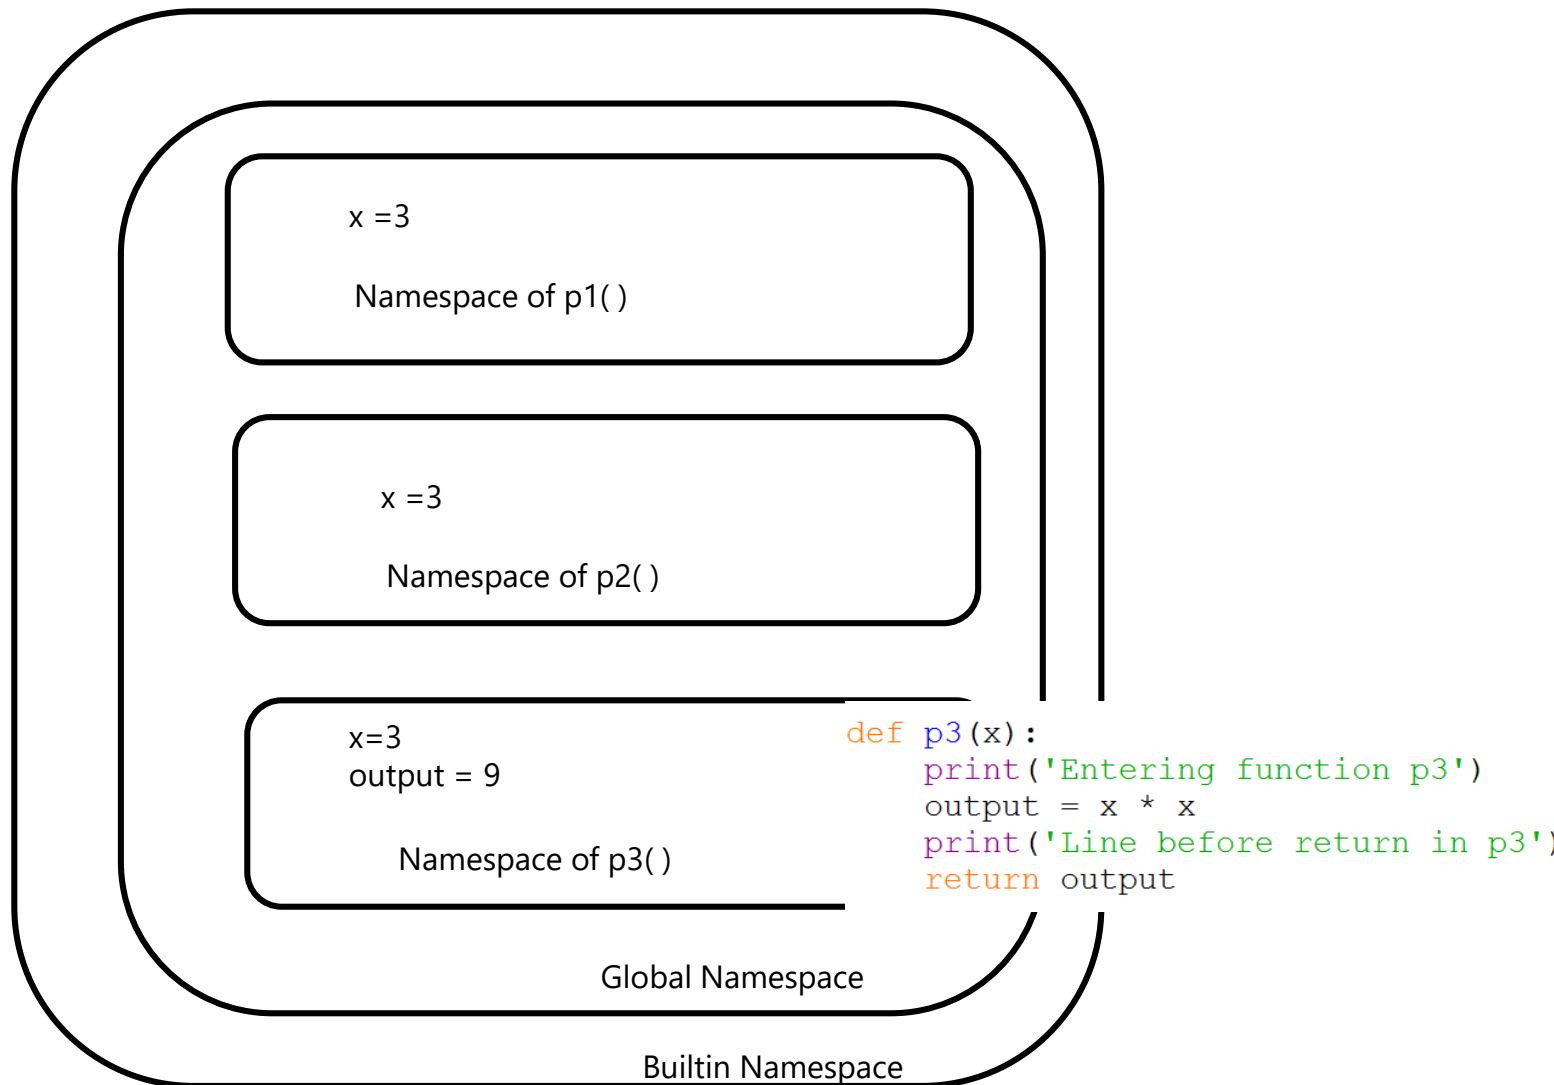 x =3
Namespace of p1( )
x =3
Namespace of p2( )
x=3
output = 9
Namespace of p3( )
def p3(x):
    print('Entering function p3')
    output = x * x
    print('Line before return in p3')
    return output
Global Namespace
Builtin Namespace